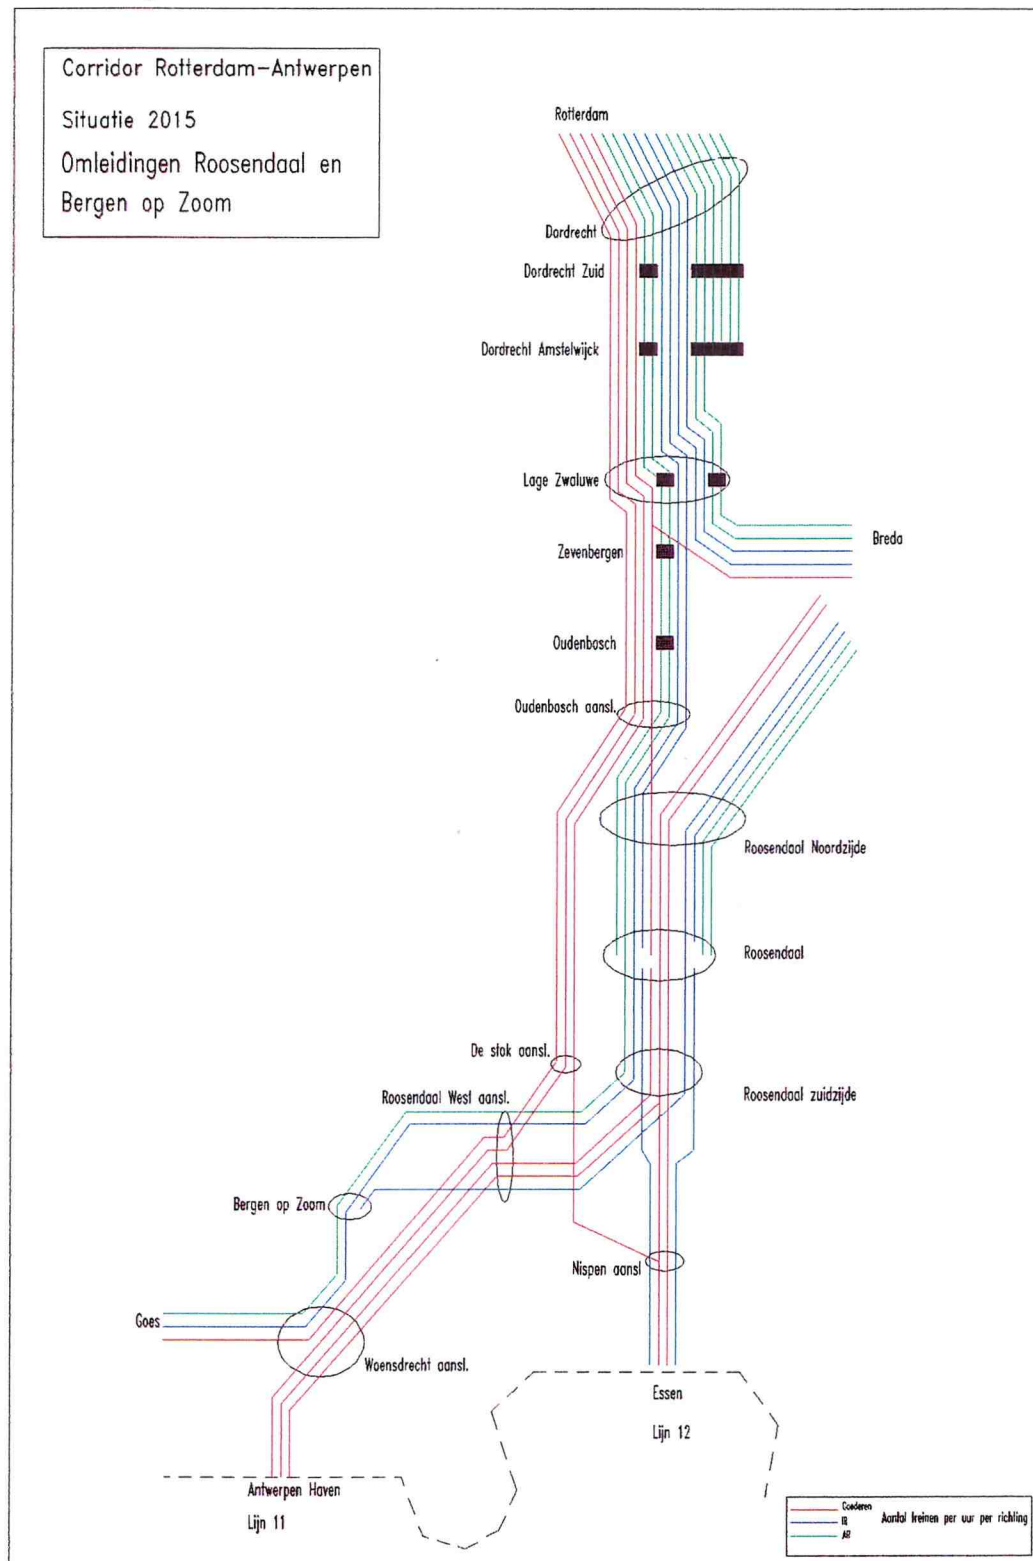 Corridor Rotterdam-Antwerpen
Situatie 2015
Omleidingen Roosendaal en
Bergen op Zoom
Rotterdam
Dordrecht
Dordrecht Zuid
Dordrecht Amstelwijck
Lage Zwaluwe
Breda
Zevenbergen
Oudenbosch
Oudenbosch aansl.
Roosendaal Noordzijde
Roosendaal
De stok aansl.
Roosendaal West aansl.
Roosendaal zuidzijde
Bergen op Zoom
Nispen aansl
Goes
Woensdrecht aansl.
Essen
Lijn 12
Antwerpen Haven
Lijn 11
Goederen
IR Aantal treinen per uur per richting
AR